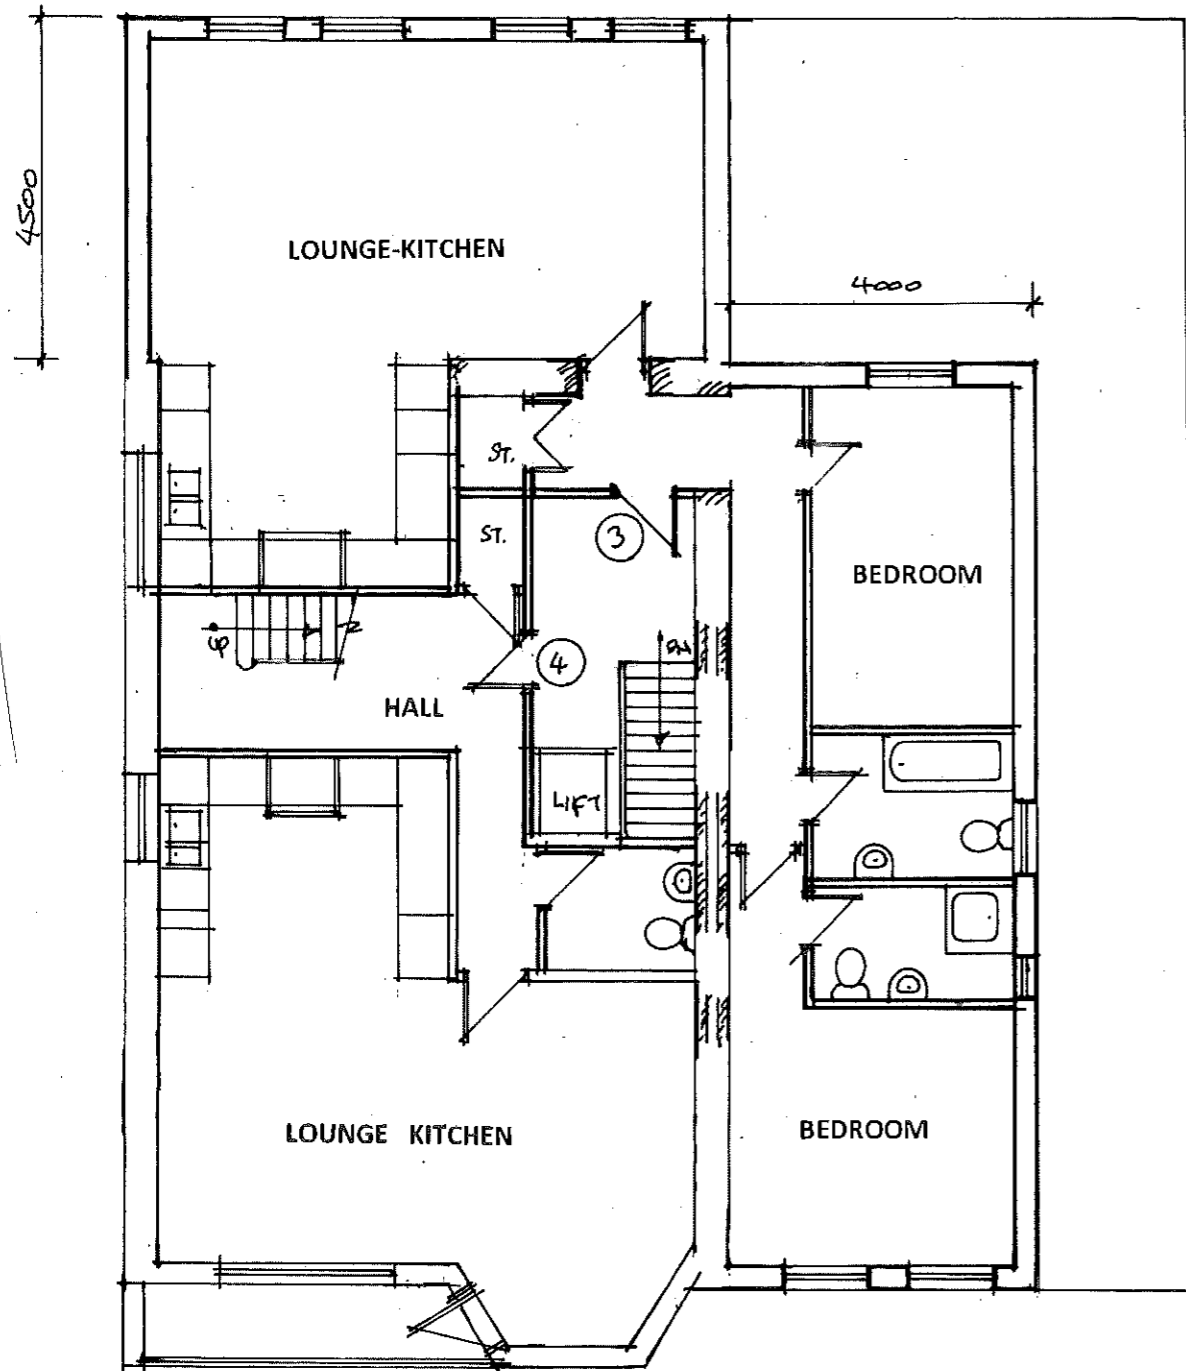 4500
LOUNGE-KITCHEN
4000
ST.
ST.
3
BEDROOM
UP
4
HALL
LIFT
LOUNGE KITCHEN
BEDROOM